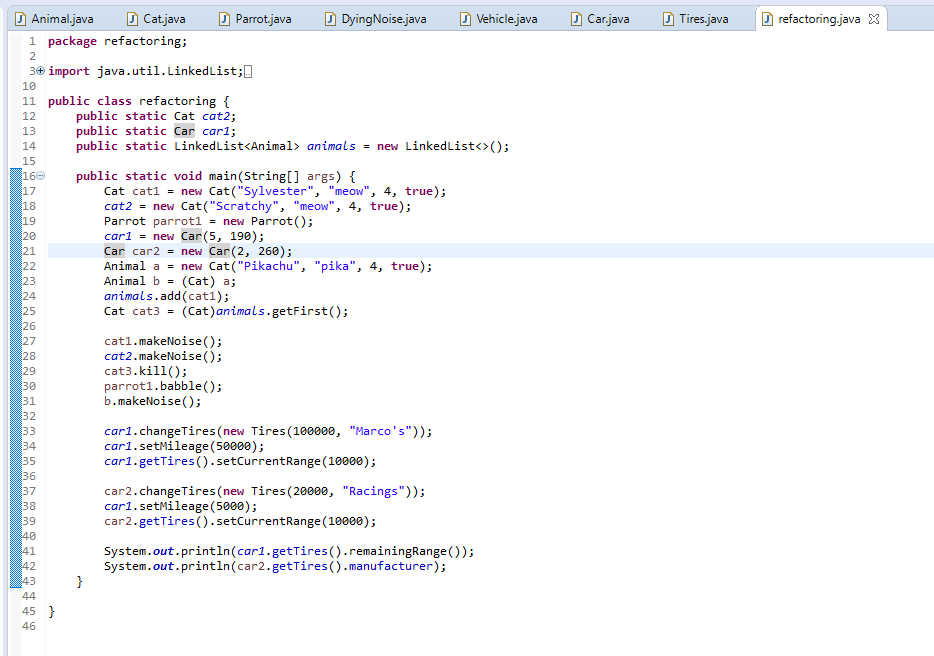 Animal.java Cat.java Parrot.java DyingNoise.java Vehicle.java Car.java Tires.java refactoring.java
1 package refactoring;
2
3 import java.util.LinkedList;
10
11 public class refactoring {
12     public static Cat cat2;
13     public static Car car1;
14     public static LinkedList<Animal> animals = new LinkedList<>();
15
16     public static void main(String[] args) {
17         Cat cat1 = new Cat("Sylvester", "meow", 4, true);
18         cat2 = new Cat("Scratchy", "meow", 4, true);
19         Parrot parrot1 = new Parrot();
20         car1 = new Car(5, 190);
21         Car car2 = new Car(2, 260);
22         Animal a = new Cat("Pikachu", "pika", 4, true);
23         Animal b = (Cat) a;
24         animals.add(cat1);
25         Cat cat3 = (Cat)animals.getFirst();
26
27         cat1.makeNoise();
28         cat2.makeNoise();
29         cat3.kill();
30         parrot1.babble();
31         b.makeNoise();
32
33         car1.changeTires(new Tires(100000, "Marco's"));
34         car1.setMileage(50000);
35         car1.getTires().setCurrentRange(10000);
36
37         car2.changeTires(new Tires(20000, "Racings"));
38         car1.setMileage(5000);
39         car2.getTires().setCurrentRange(10000);
40
41         System.out.println(car1.getTires().remainingRange());
42         System.out.println(car2.getTires().manufacturer);
43     }
44
45 }
46